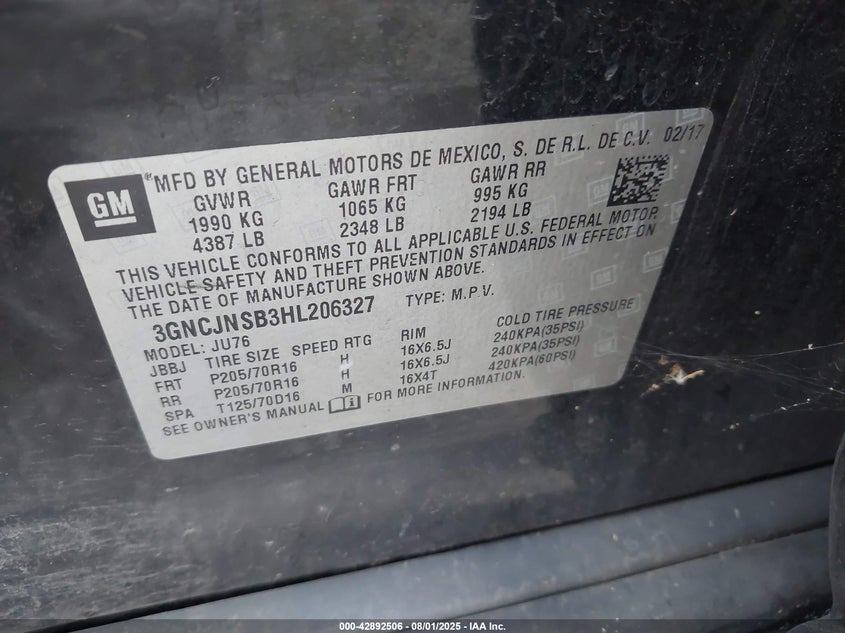 GM
®MFD BY GENERAL MOTORS DE MEXICO, S. DE R.L. DE C.V. 02/17
GVWR GAWR FRT GAWR RR
1990 KG 1065 KG 995 KG
4387 LB 2348 LB 2194 LB
THIS VEHICLE CONFORMS TO ALL APPLICABLE U.S. FEDERAL MOTOR
VEHICLE SAFETY AND THEFT PREVENTION STANDARDS IN EFFECT ON
THE DATE OF MANUFACTURE SHOWN ABOVE.
3GNCJNSB3HL206327 TYPE: M.P.V.
MODEL: JU76
JBBJ TIRE SIZE SPEED RTG RIM COLD TIRE PRESSURE
FRT P205/70R16 H 16X6.5J 240KPA(35PSI)
RR P205/70R16 H 16X6.5J 240KPA(35PSI)
SPA T125/70D16 M 16X4T 420KPA(60PSI)
SEE OWNER'S MANUAL FOR MORE INFORMATION.
000-42892506 - 08/01/2025 - IAA Inc.